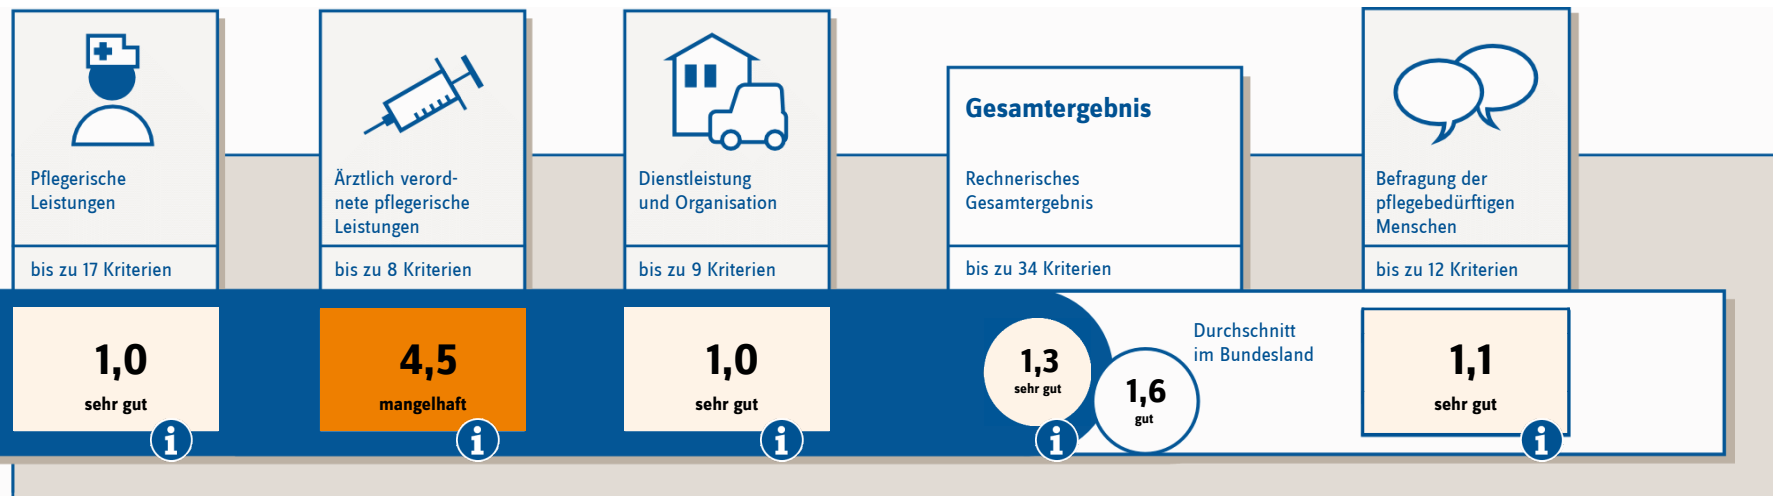 Pflegerische
Leistungen
bis zu 17 Kriterien
1,0
sehr gut
i
Ärztlich verord-
nete pflegerische
Leistungen
bis zu 8 Kriterien
4,5
mangelhaft
i
Dienstleistung
und Organisation
bis zu 9 Kriterien
1,0
sehr gut
i
Gesamtergebnis
Rechnerisches
Gesamtergebnis
bis zu 34 Kriterien
1,3
sehr gut
i
1,6
gut
Durchschnitt
im Bundesland
Befragung der
pflegebedürftigen
Menschen
bis zu 12 Kriterien
1,1
sehr gut
i